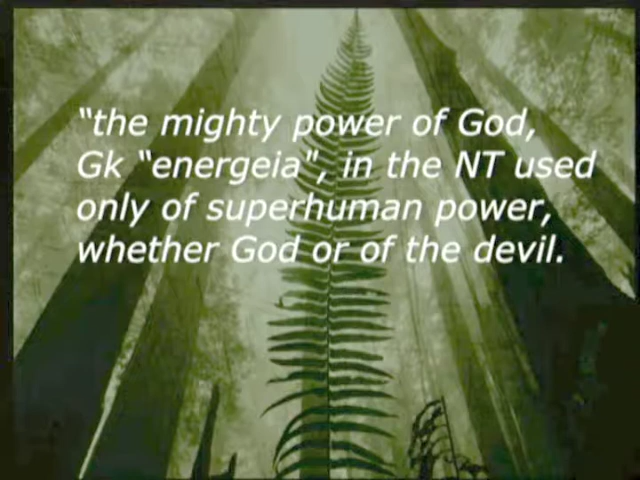 “the mighty power of God,
Gk “energeia", in the NT used
only of superhuman power,
whether God or of the devil.